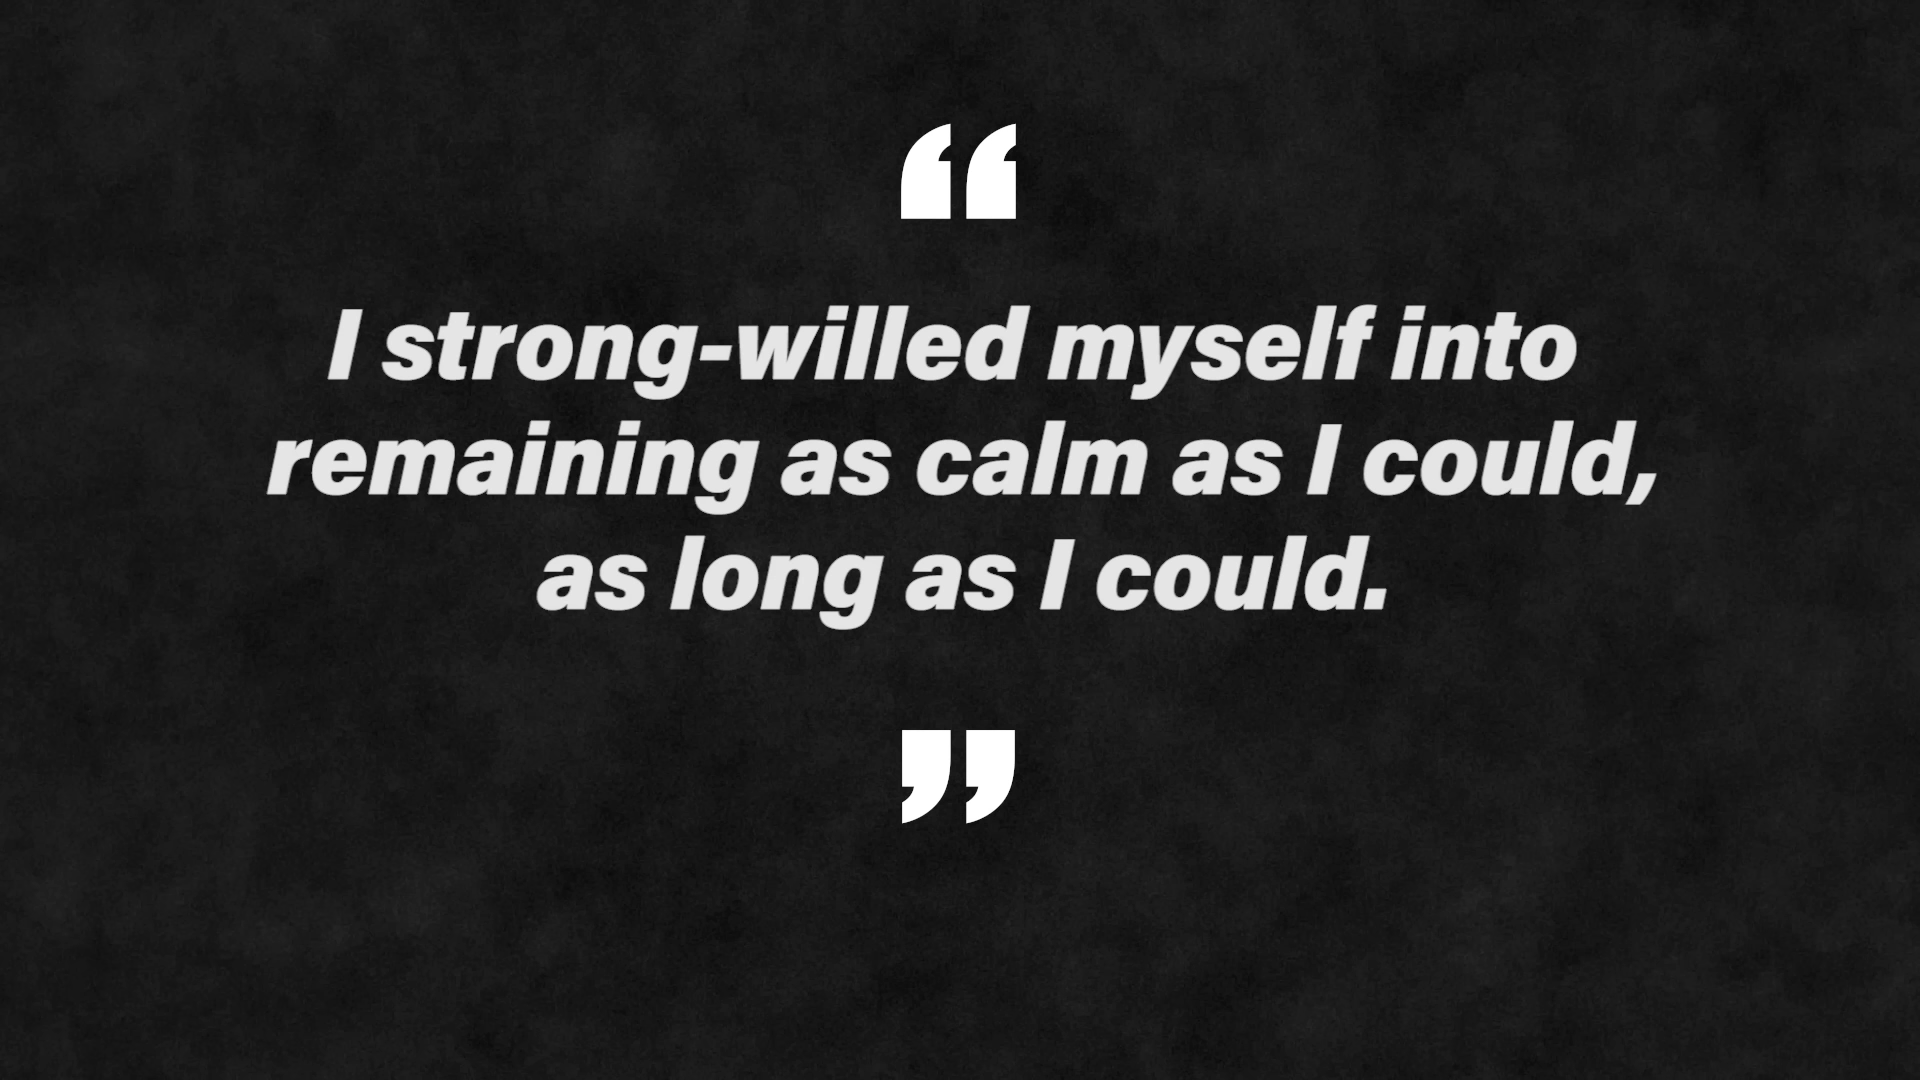 “
I strong-willed myself into
remaining as calm as I could,
as long as I could.
”